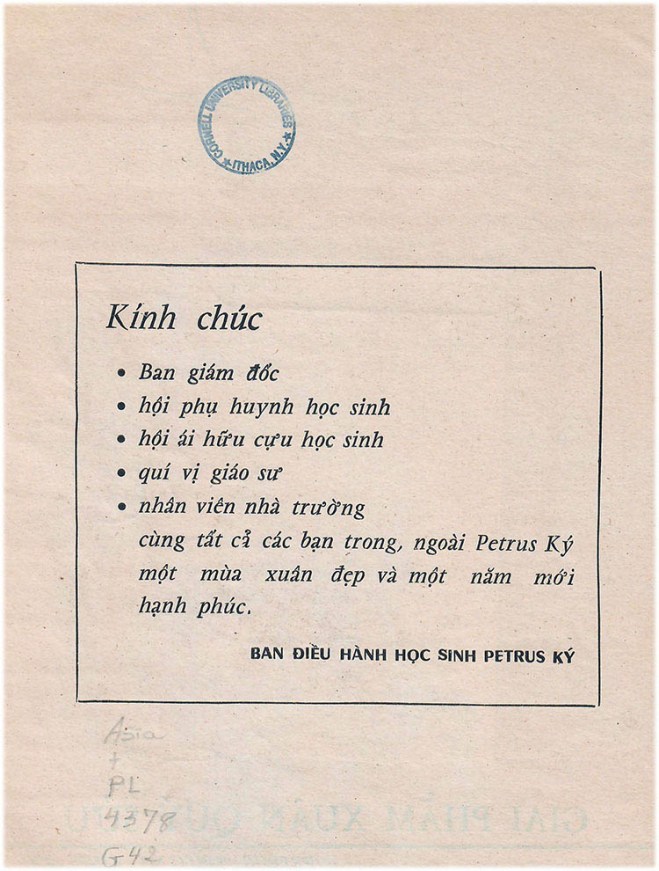 CORNELL UNIVERSITY LIBRARIES
★ ITHACA, N.Y. ★
Kính chúc
• Ban giám đốc
• hội phụ huynh học sinh
• hội ái hữu cựu học sinh
• quí vị giáo sư
• nhân viên nhà trường
cùng tất cả các bạn trong, ngoài Petrus Ký
một mùa xuân đẹp và một năm mới
hạnh phúc.
BAN ĐIỀU HÀNH HỌC SINH PETRUS KÝ
Asia
+
PL
4378
G42
GIAI PHẨM XUÂN